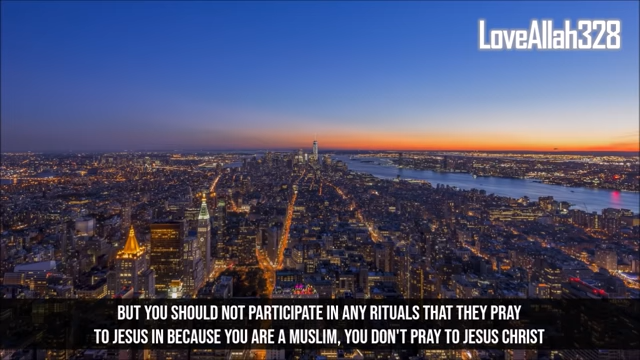 LoveAllah328
BUT YOU SHOULD NOT PARTICIPATE IN ANY RITUALS THAT THEY PRAY
TO JESUS IN BECAUSE YOU ARE A MUSLIM, YOU DON'T PRAY TO JESUS CHRIST